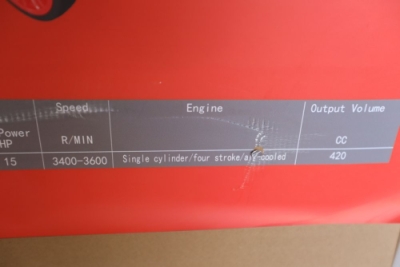 Speed Engine Output Volume
Power
HP R/MIN CC
15 3400-3600 Single cylinder/four stroke/air cooled 420